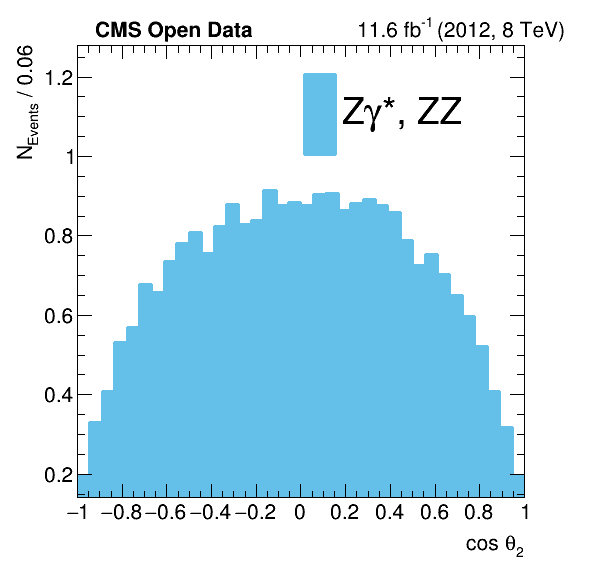 CMS Open Data 11.6 fb⁻¹ (2012, 8 TeV)
N_Events / 0.06
1.2
Zγ*, ZZ
1
0.8
0.6
0.4
0.2
−1 −0.8 −0.6 −0.4 −0.2 0 0.2 0.4 0.6 0.8 1
cos θ₂